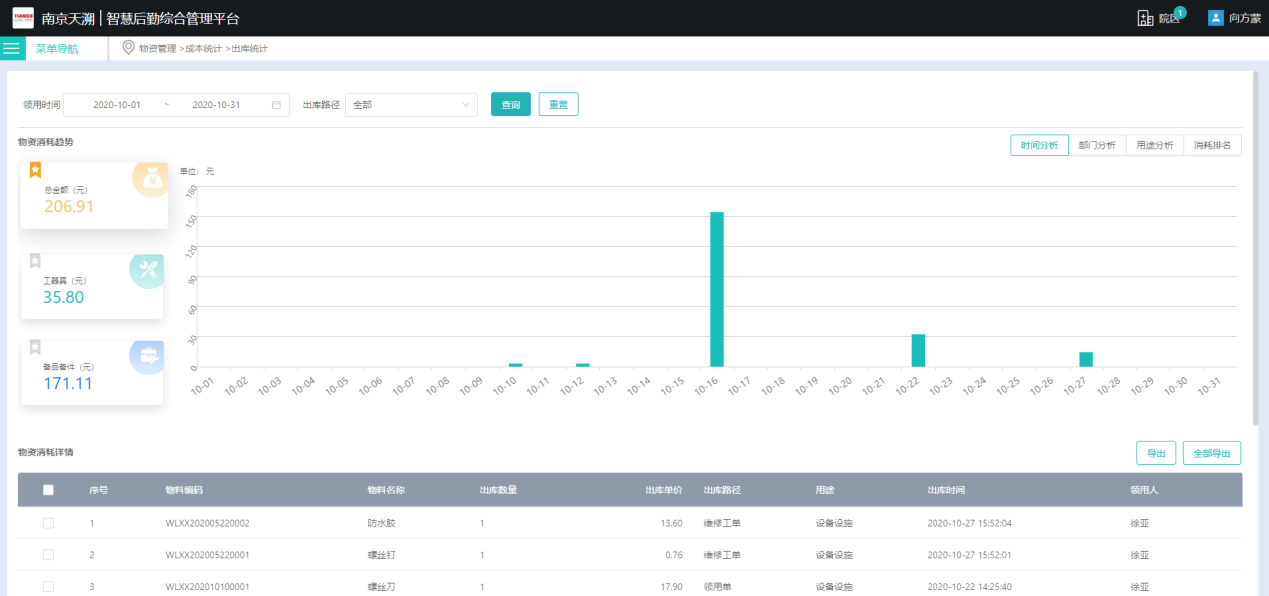 TIANSU 南京天溯 | 智慧后勤综合管理平台 院区 1 向方蒙
菜单导航 物资管理 >成本统计 >出库统计
领用时间 2020-10-01 ~ 2020-10-31 出库路径 全部 查询 重置
物资消耗趋势 时间分析 部门分析 用途分析 消耗排名
单位: 元
总金额（元）
206.91
工器具（元）
35.80
备品备件（元）
171.11
180
150
120
90
60
30
0
10-01 10-02 10-03 10-04 10-05 10-06 10-07 10-08 10-09 10-10 10-11 10-12 10-13 10-14 10-15 10-16 10-17 10-18 10-19 10-20 10-21 10-22 10-23 10-24 10-25 10-26 10-27 10-28 10-29 10-30 10-31
物资消耗详情 导出 全部导出
序号 物料编码 物料名称 出库数量 出库单价 出库路径 用途 出库时间 领用人
1 WLXX202005220002 防水胶 1 13.60 维修工单 设备设施 2020-10-27 15:52:04 徐亚
2 WLXX202005220001 螺丝钉 1 0.76 维修工单 设备设施 2020-10-27 15:52:01 徐亚
3 WLXX202010100001 螺丝刀 1 17.90 领用单 设备设施 2020-10-22 14:25:40 徐亚